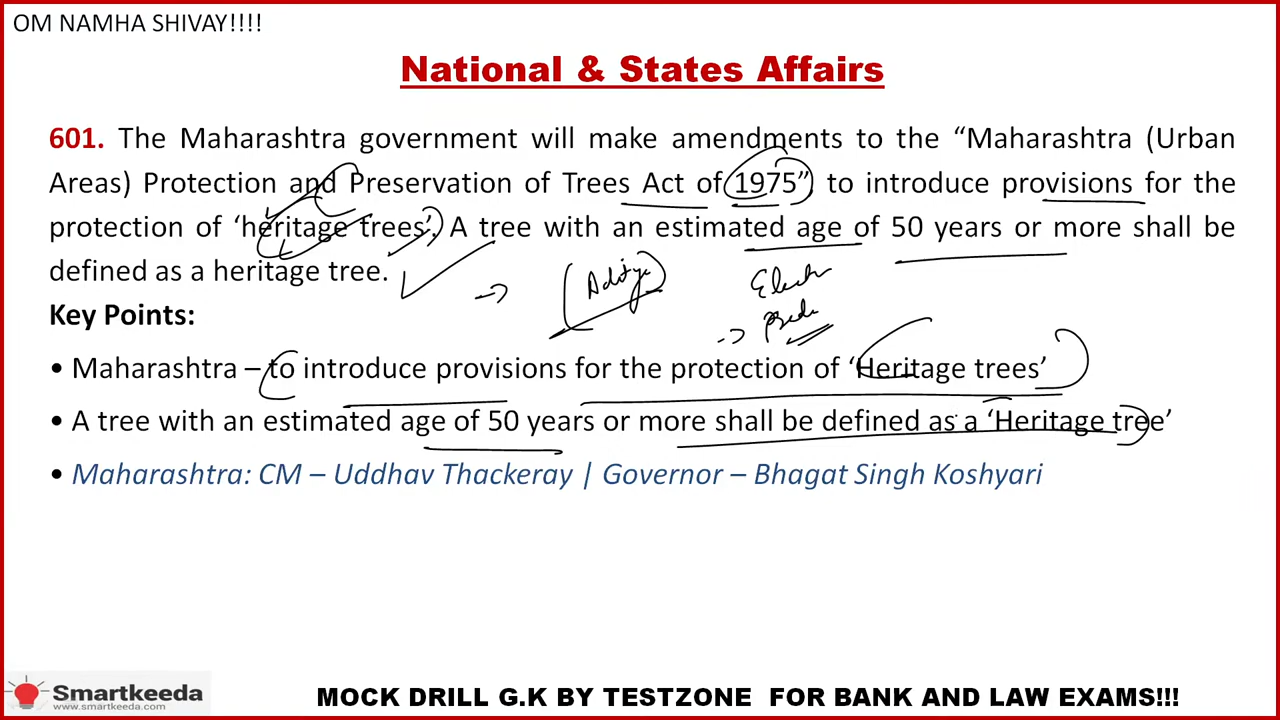 OM NAMHA SHIVAY!!!!
National & States Affairs
601. The Maharashtra government will make amendments to the “Maharashtra (Urban
Areas) Protection and Preservation of Trees Act of 1975” to introduce provisions for the
protection of ‘heritage trees’. A tree with an estimated age of 50 years or more shall be
defined as a heritage tree.
Aditya
Key Points:
• Maharashtra – to introduce provisions for the protection of ‘Heritage trees’
• A tree with an estimated age of 50 years or more shall be defined as a ‘Heritage tree’
• Maharashtra: CM – Uddhav Thackeray | Governor – Bhagat Singh Koshyari
Smartkeeda
www.smartkeeda.com
MOCK DRILL G.K BY TESTZONE FOR BANK AND LAW EXAMS!!!